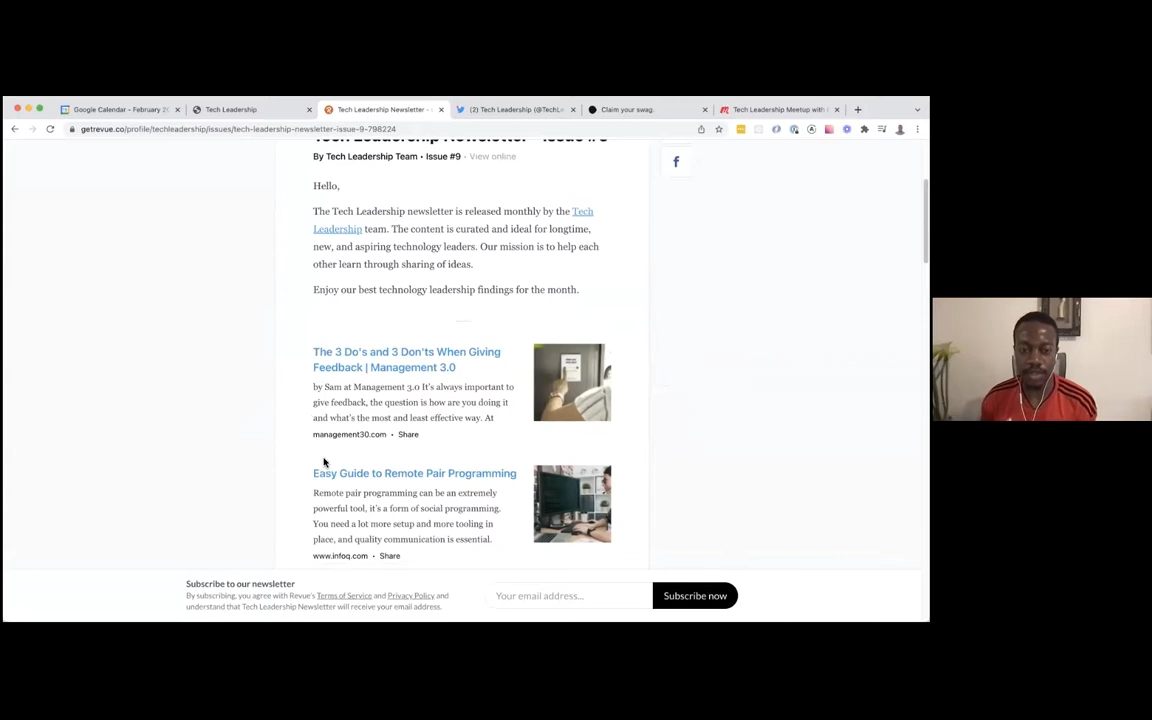 Google Calendar - February 2
Tech Leadership
Tech Leadership Newsletter -
(2) Tech Leadership (@TechLe
Claim your swag.
Tech Leadership Meetup with
getrevue.co/profile/techleadership/issues/tech-leadership-newsletter-issue-9-798224
Tech Leadership Newsletter - Issue #9
By Tech Leadership Team • Issue #9 • View online
Hello,
The Tech Leadership newsletter is released monthly by the Tech
Leadership team. The content is curated and ideal for longtime,
new, and aspiring technology leaders. Our mission is to help each
other learn through sharing of ideas.
Enjoy our best technology leadership findings for the month.
The 3 Do's and 3 Don'ts When Giving
Feedback | Management 3.0
by Sam at Management 3.0 It's always important to
give feedback, the question is how are you doing it
and what's the most and least effective way. At
management30.com • Share
Easy Guide to Remote Pair Programming
Remote pair programming can be an extremely
powerful tool, it's a form of social programming.
You need a lot more setup and more tooling in
place, and quality communication is essential.
www.infoq.com • Share
Subscribe to our newsletter
By subscribing, you agree with Revue's Terms of Service and Privacy Policy and
understand that Tech Leadership Newsletter will receive your email address.
Your email address...
Subscribe now